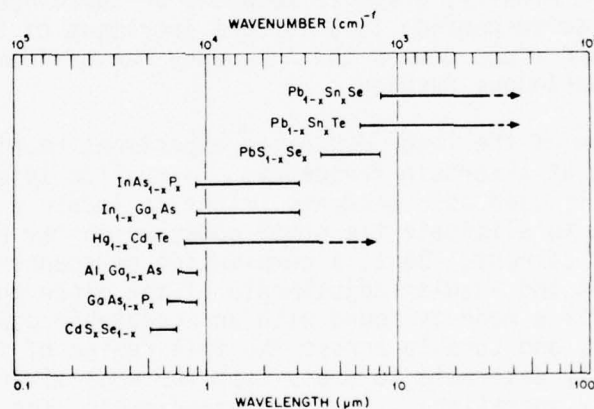 WAVENUMBER (cm)⁻¹
10⁵ 10⁴ 10⁵ 10
Pb₁₋ₓSnₓSe
Pb₁₋ₓSnₓTe
PbS₁₋ₓSeₓ
InAs₁₋ₓPₓ
In₁₋ₓGaₓAs
Hg₁₋ₓCdₓTe
AlₓGa₁₋ₓAs
GaAs₁₋ₓPₓ
CdSₓSe₁₋ₓ
0.1 1 10 100
WAVELENGTH (μm)